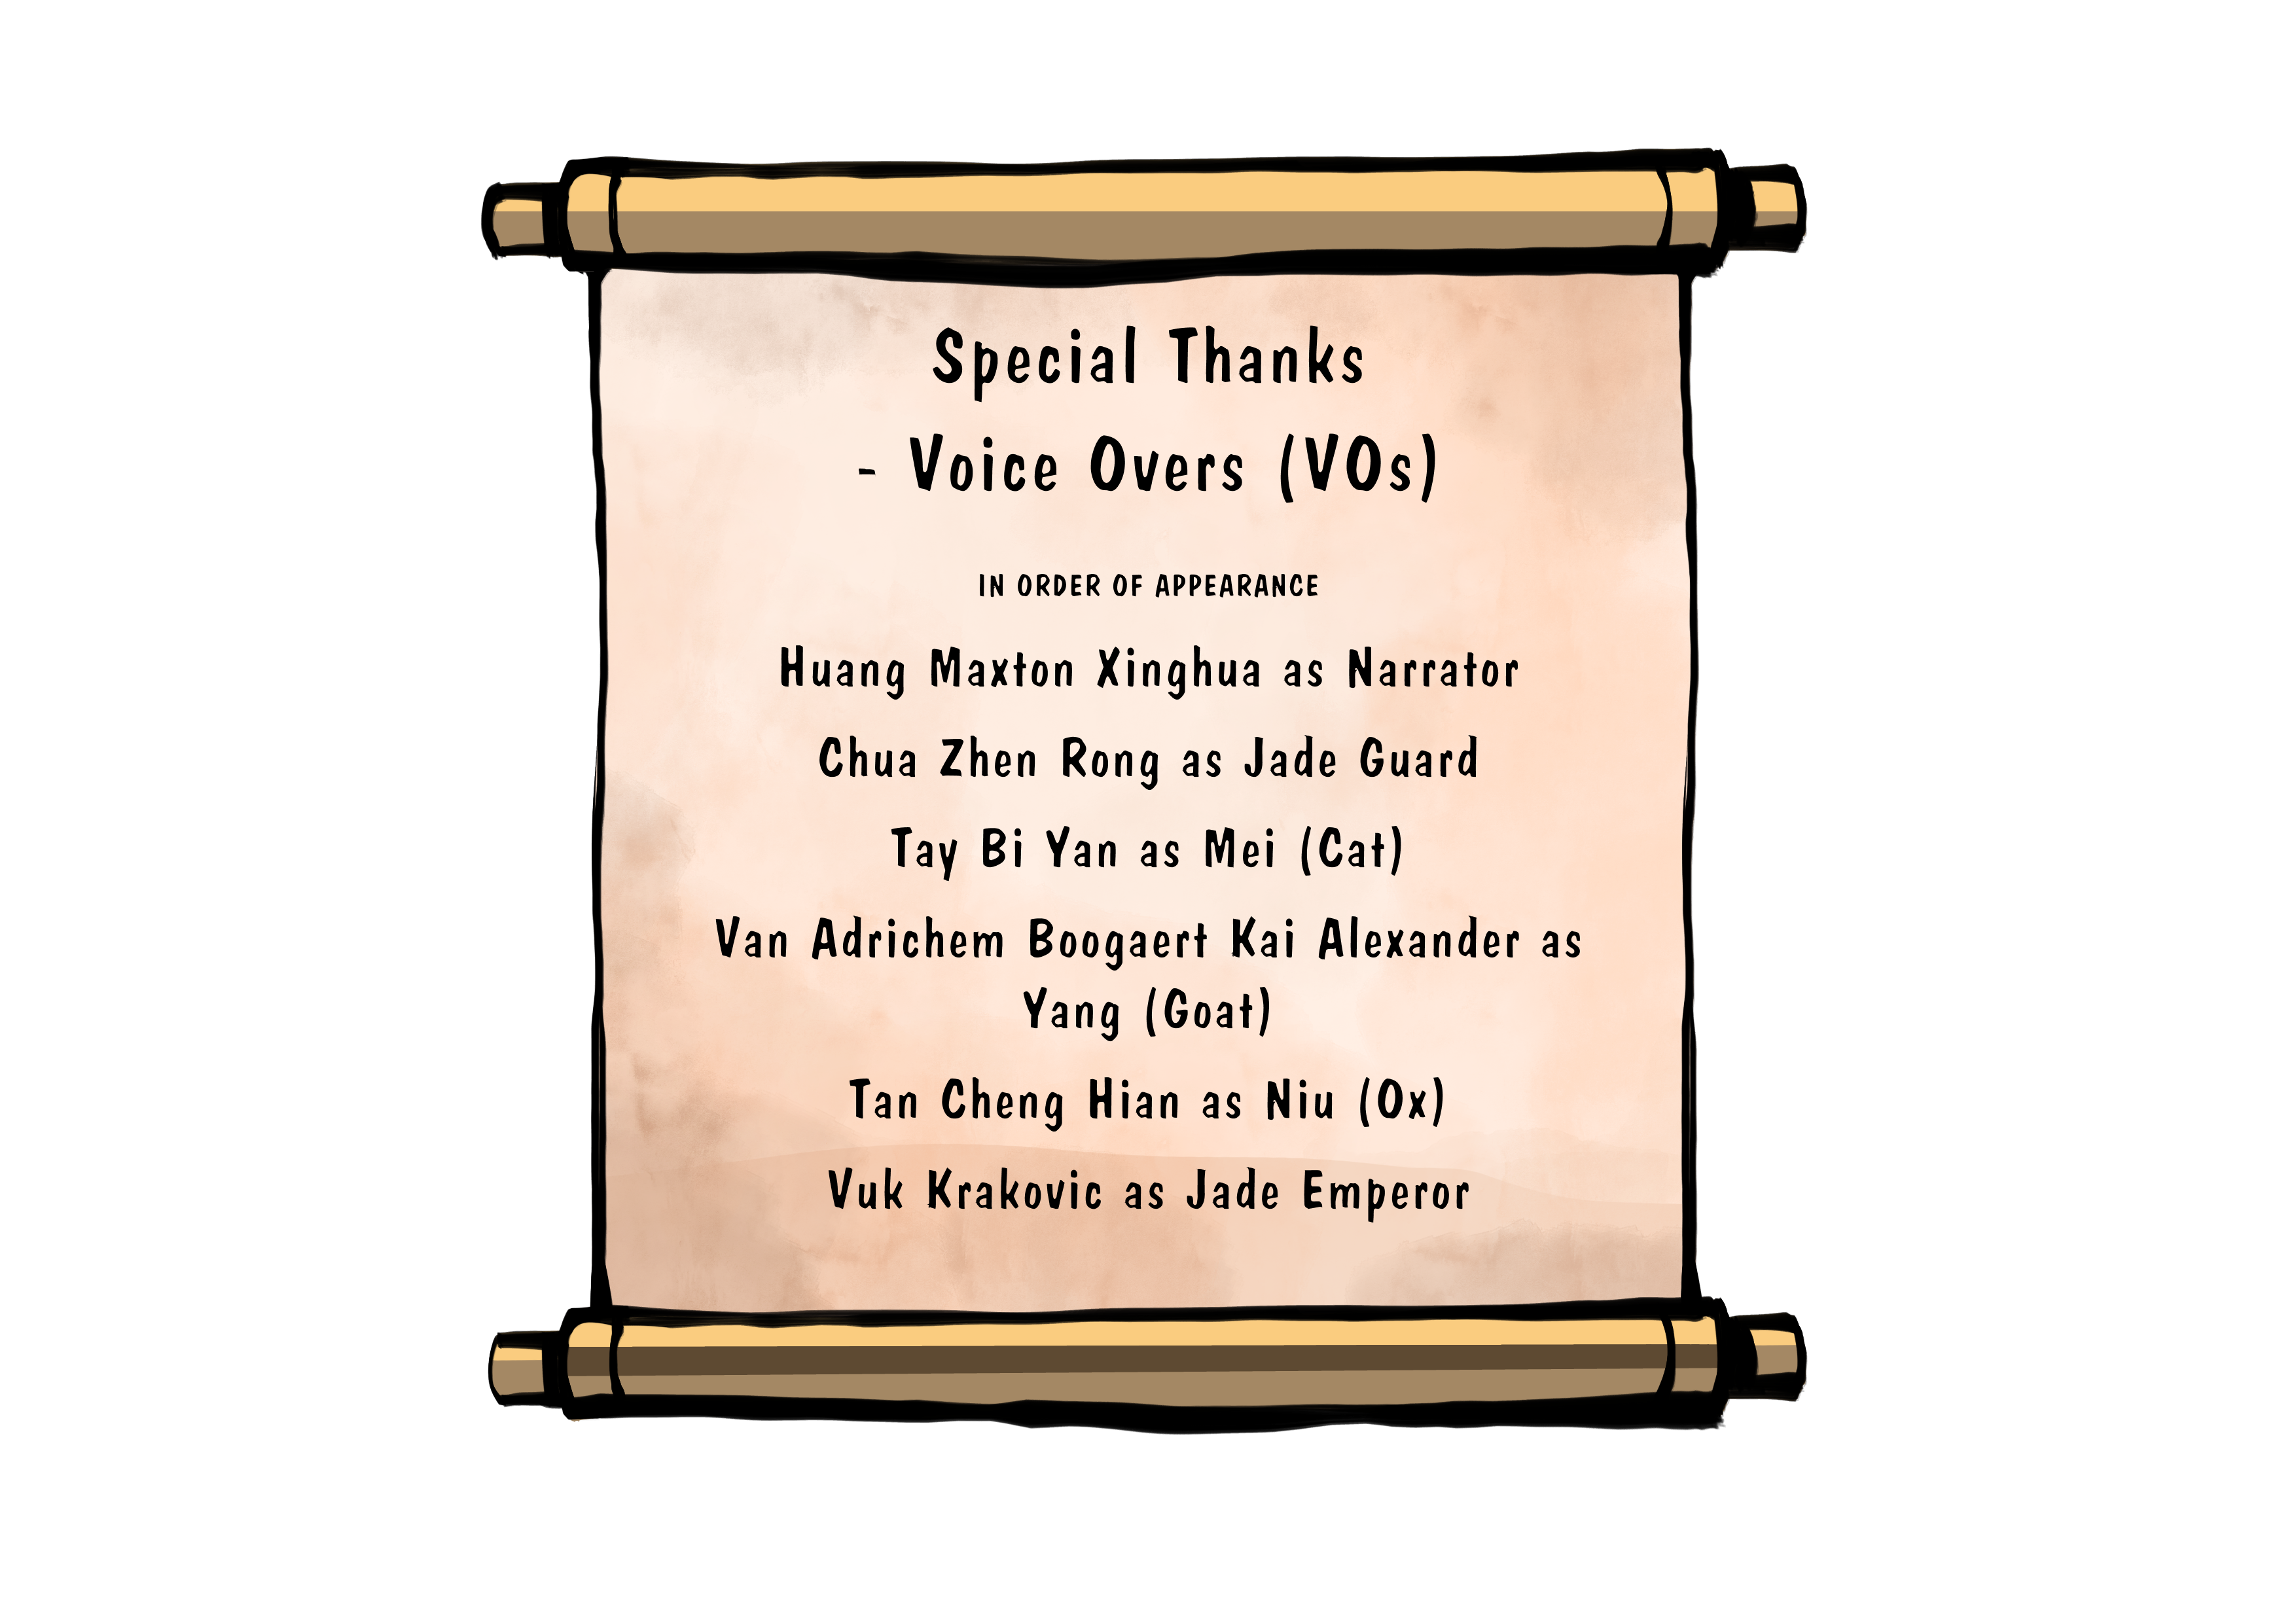 Special Thanks
- Voice Overs (VOs)
IN ORDER OF APPEARANCE
Huang Maxton Xinghua as Narrator
Chua Zhen Rong as Jade Guard
Tay Bi Yan as Mei (Cat)
Van Adrichem Boogaert Kai Alexander as
Yang (Goat)
Tan Cheng Hian as Niu (Ox)
Vuk Krakovic as Jade Emperor